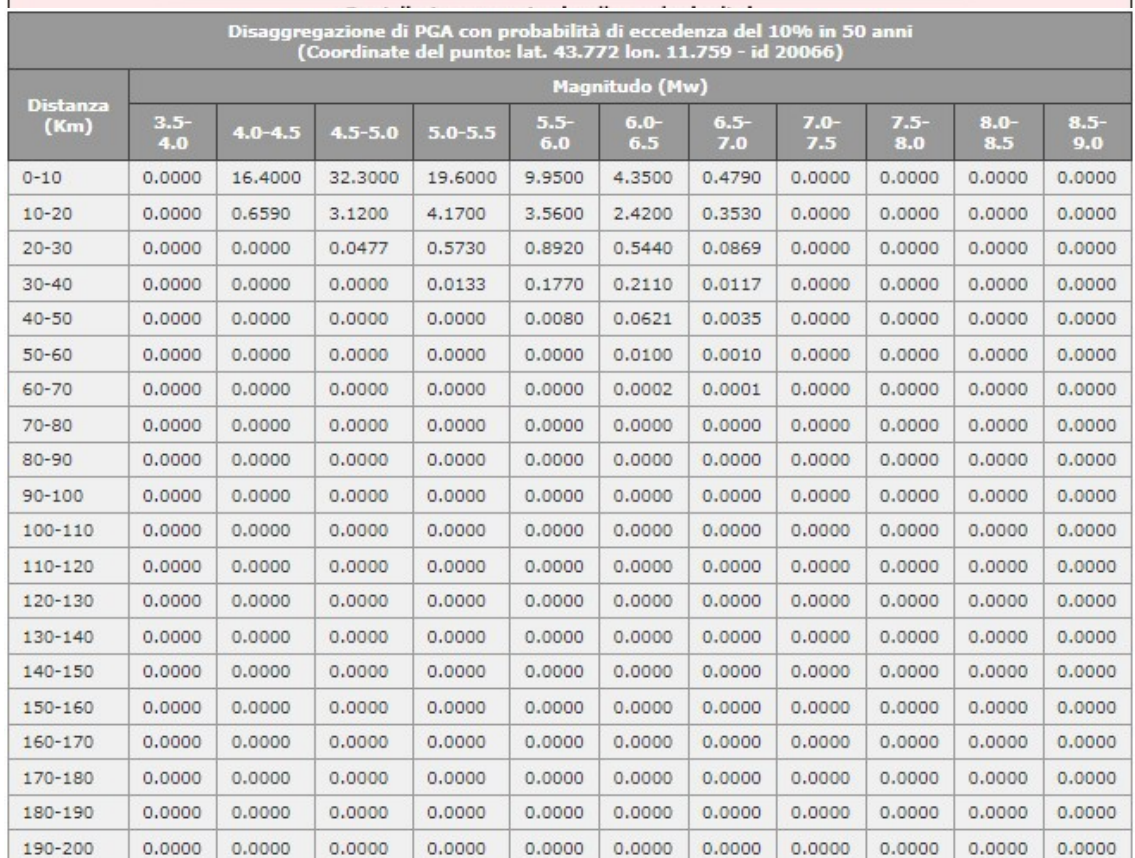 Disaggregazione di PGA con probabilità di eccedenza del 10% in 50 anni
(Coordinate del punto: lat. 43.772 lon. 11.759 - id 20066)
Distanza (Km) Magnitudo (Mw)
3.5-4.0 4.0-4.5 4.5-5.0 5.0-5.5 5.5-6.0 6.0-6.5 6.5-7.0 7.0-7.5 7.5-8.0 8.0-8.5 8.5-9.0
0-10 0.0000 16.4000 32.3000 19.6000 9.9500 4.3500 0.4790 0.0000 0.0000 0.0000 0.0000
10-20 0.0000 0.6590 3.1200 4.1700 3.5600 2.4200 0.3530 0.0000 0.0000 0.0000 0.0000
20-30 0.0000 0.0000 0.0477 0.5730 0.8920 0.5440 0.0869 0.0000 0.0000 0.0000 0.0000
30-40 0.0000 0.0000 0.0000 0.0133 0.1770 0.2110 0.0117 0.0000 0.0000 0.0000 0.0000
40-50 0.0000 0.0000 0.0000 0.0000 0.0080 0.0621 0.0035 0.0000 0.0000 0.0000 0.0000
50-60 0.0000 0.0000 0.0000 0.0000 0.0000 0.0100 0.0010 0.0000 0.0000 0.0000 0.0000
60-70 0.0000 0.0000 0.0000 0.0000 0.0000 0.0002 0.0001 0.0000 0.0000 0.0000 0.0000
70-80 0.0000 0.0000 0.0000 0.0000 0.0000 0.0000 0.0000 0.0000 0.0000 0.0000 0.0000
80-90 0.0000 0.0000 0.0000 0.0000 0.0000 0.0000 0.0000 0.0000 0.0000 0.0000 0.0000
90-100 0.0000 0.0000 0.0000 0.0000 0.0000 0.0000 0.0000 0.0000 0.0000 0.0000 0.0000
100-110 0.0000 0.0000 0.0000 0.0000 0.0000 0.0000 0.0000 0.0000 0.0000 0.0000 0.0000
110-120 0.0000 0.0000 0.0000 0.0000 0.0000 0.0000 0.0000 0.0000 0.0000 0.0000 0.0000
120-130 0.0000 0.0000 0.0000 0.0000 0.0000 0.0000 0.0000 0.0000 0.0000 0.0000 0.0000
130-140 0.0000 0.0000 0.0000 0.0000 0.0000 0.0000 0.0000 0.0000 0.0000 0.0000 0.0000
140-150 0.0000 0.0000 0.0000 0.0000 0.0000 0.0000 0.0000 0.0000 0.0000 0.0000 0.0000
150-160 0.0000 0.0000 0.0000 0.0000 0.0000 0.0000 0.0000 0.0000 0.0000 0.0000 0.0000
160-170 0.0000 0.0000 0.0000 0.0000 0.0000 0.0000 0.0000 0.0000 0.0000 0.0000 0.0000
170-180 0.0000 0.0000 0.0000 0.0000 0.0000 0.0000 0.0000 0.0000 0.0000 0.0000 0.0000
180-190 0.0000 0.0000 0.0000 0.0000 0.0000 0.0000 0.0000 0.0000 0.0000 0.0000 0.0000
190-200 0.0000 0.0000 0.0000 0.0000 0.0000 0.0000 0.0000 0.0000 0.0000 0.0000 0.0000